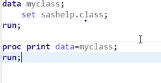 data myclass;
set sashelp.class;
run;
proc print data=myclass;
run;